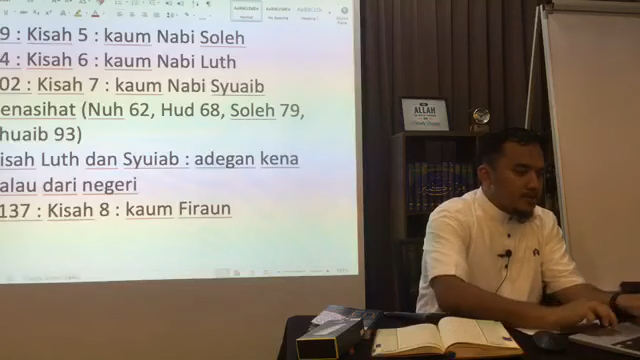 9 : Kisah 5 : kaum Nabi Soleh
4 : Kisah 6 : kaum Nabi Luth
02 : Kisah 7 : kaum Nabi Syuaib
enasihat (Nuh 62, Hud 68, Soleh 79,
huaib 93)
isah Luth dan Syuiab : adegan kena
alau dari negeri
137 : Kisah 8 : kaum Firaun
ALLAH